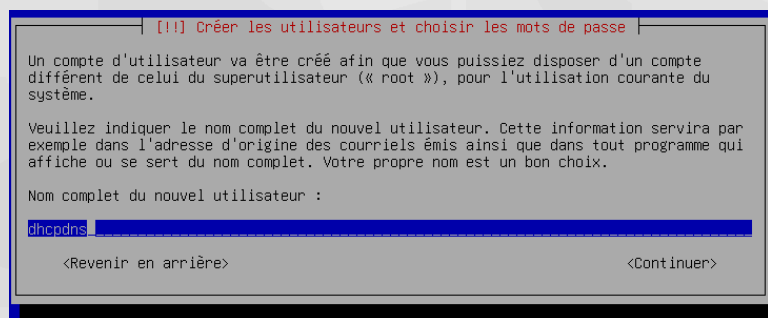 [!!] Créer les utilisateurs et choisir les mots de passe
Un compte d'utilisateur va être créé afin que vous puissiez disposer d'un compte
différent de celui du superutilisateur (« root »), pour l'utilisation courante du
système.
Veuillez indiquer le nom complet du nouvel utilisateur. Cette information servira par
exemple dans l'adresse d'origine des courriels émis ainsi que dans tout programme qui
affiche ou se sert du nom complet. Votre propre nom est un bon choix.
Nom complet du nouvel utilisateur :
dhcpdns
<Revenir en arrière> <Continuer>